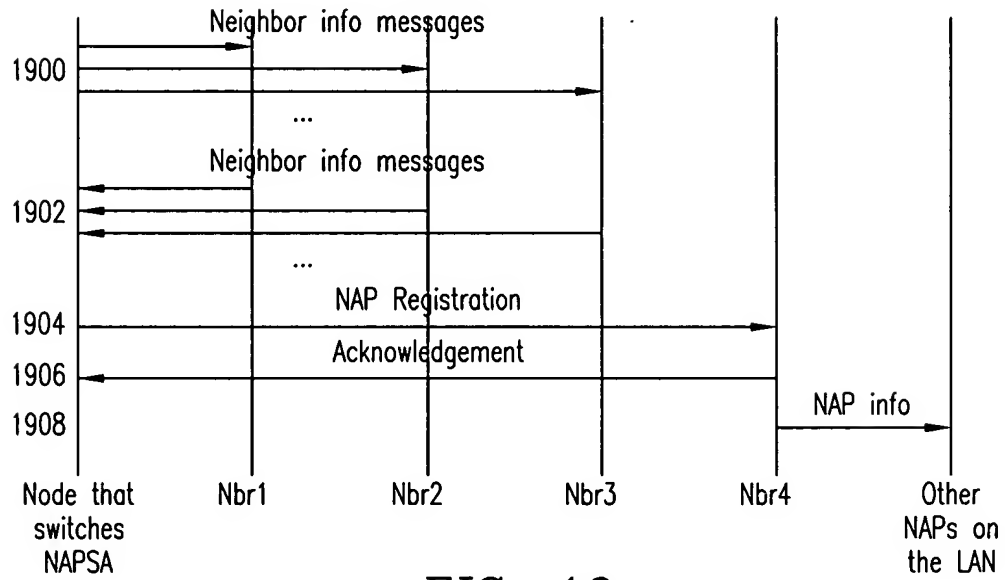 Neighbor info messages
1900
...
Neighbor info messages
1902
...
NAP Registration
1904
Acknowledgement
1906
NAP info
1908
Node that
switches
NAPSA
Nbr1
Nbr2
Nbr3
Nbr4
Other
NAPs on
the LAN